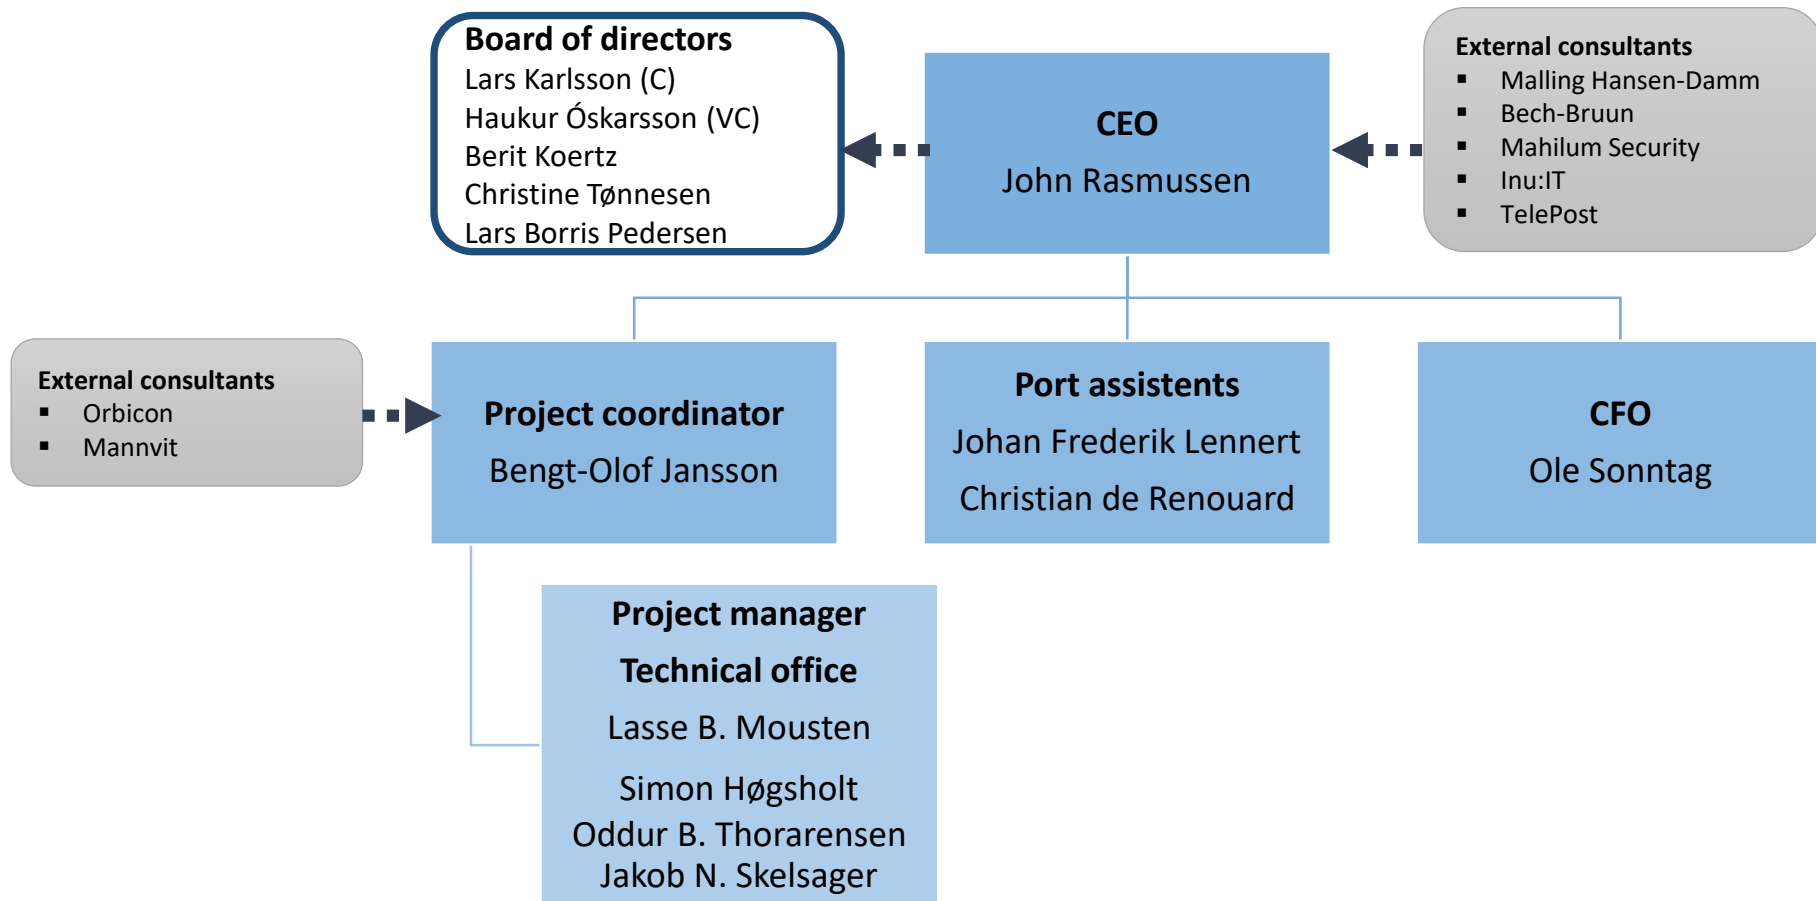 Board of directors
Lars Karlsson (C)
Haukur Óskarsson (VC)
Berit Koertz
Christine Tønnesen
Lars Borris Pedersen
CEO
John Rasmussen
External consultants
▪ Malling Hansen-Damm
▪ Bech-Bruun
▪ Mahilum Security
▪ Inu:IT
▪ TelePost
External consultants
▪ Orbicon
▪ Mannvit
Project coordinator
Bengt-Olof Jansson
Port assistents
Johan Frederik Lennert
Christian de Renouard
CFO
Ole Sonntag
Project manager
Technical office
Lasse B. Mousten
Simon Høgsholt
Oddur B. Thorarensen
Jakob N. Skelsager